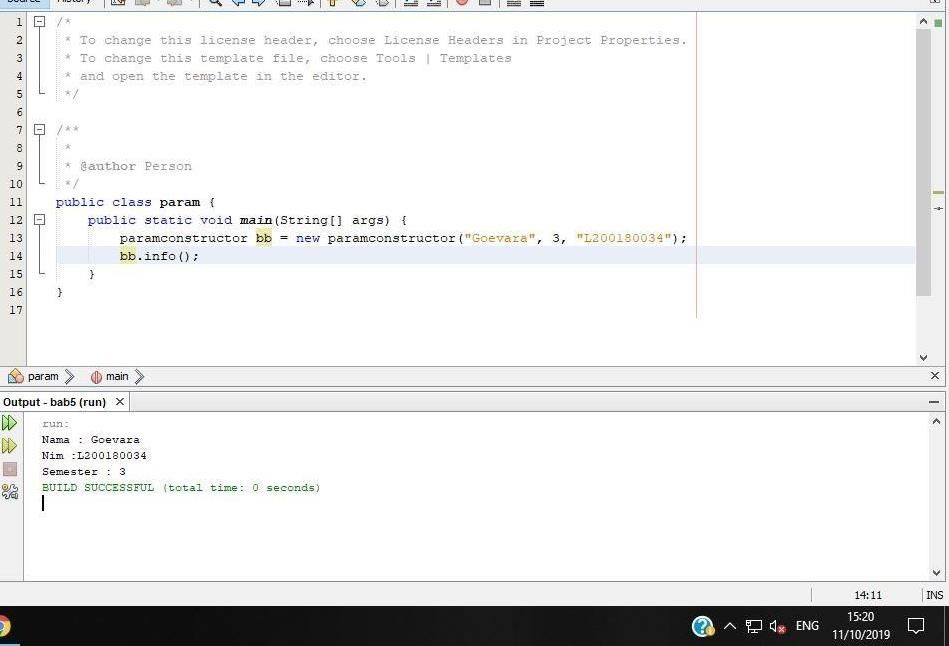 Source History
1 /*
2 * To change this license header, choose License Headers in Project Properties.
3 * To change this template file, choose Tools | Templates
4 * and open the template in the editor.
5 */
6
7 /**
8 *
9 * @author Person
10 */
11 public class param {
12 public static void main(String[] args) {
13 paramconstructor bb = new paramconstructor("Goevara", 3, "L200180034");
14 bb.info();
15 }
16 }
17
param main
Output - bab5 (run)
run:
Nama : Goevara
Nim :L200180034
Semester : 3
BUILD SUCCESSFUL (total time: 0 seconds)
14:11 INS
ENG
15:20
11/10/2019